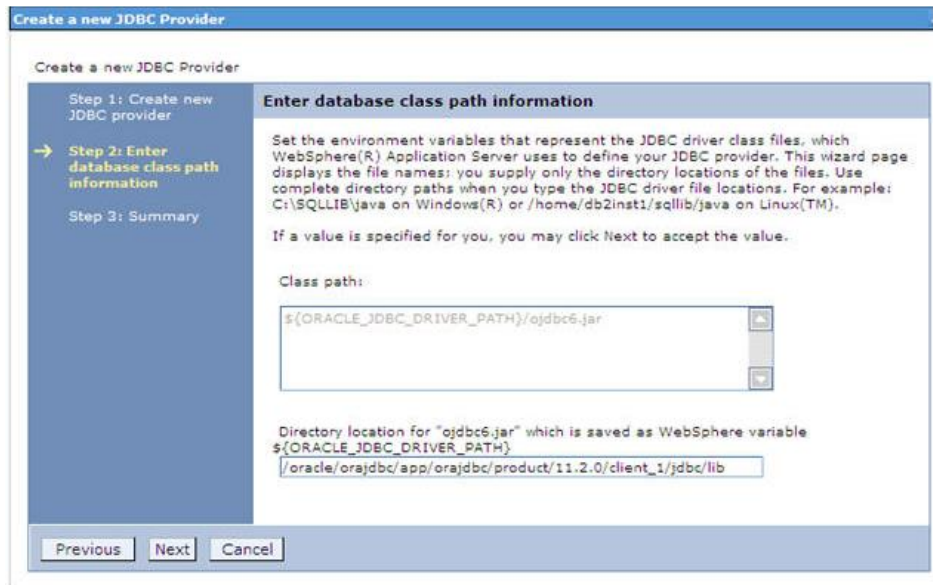 Create a new JDBC Provider
Create a new JDBC Provider
Step 1: Create new
JDBC provider
Step 2: Enter
database class path
information
Step 3: Summary
Enter database class path information
Set the environment variables that represent the JDBC driver class files, which
WebSphere(R) Application Server uses to define your JDBC provider. This wizard page
displays the file names; you supply only the directory locations of the files. Use
complete directory paths when you type the JDBC driver file locations. For example:
C:\SQLLIB\java on Windows(R) or /home/db2inst1/sqllib/java on Linux(TM).
If a value is specified for you, you may click Next to accept the value.
Class path:
${ORACLE_JDBC_DRIVER_PATH}/ojdbc6.jar
Directory location for "ojdbc6.jar" which is saved as WebSphere variable
${ORACLE_JDBC_DRIVER_PATH}
/oracle/orajdbc/app/orajdbc/product/11.2.0/client_1/jdbc/lib
Previous Next Cancel